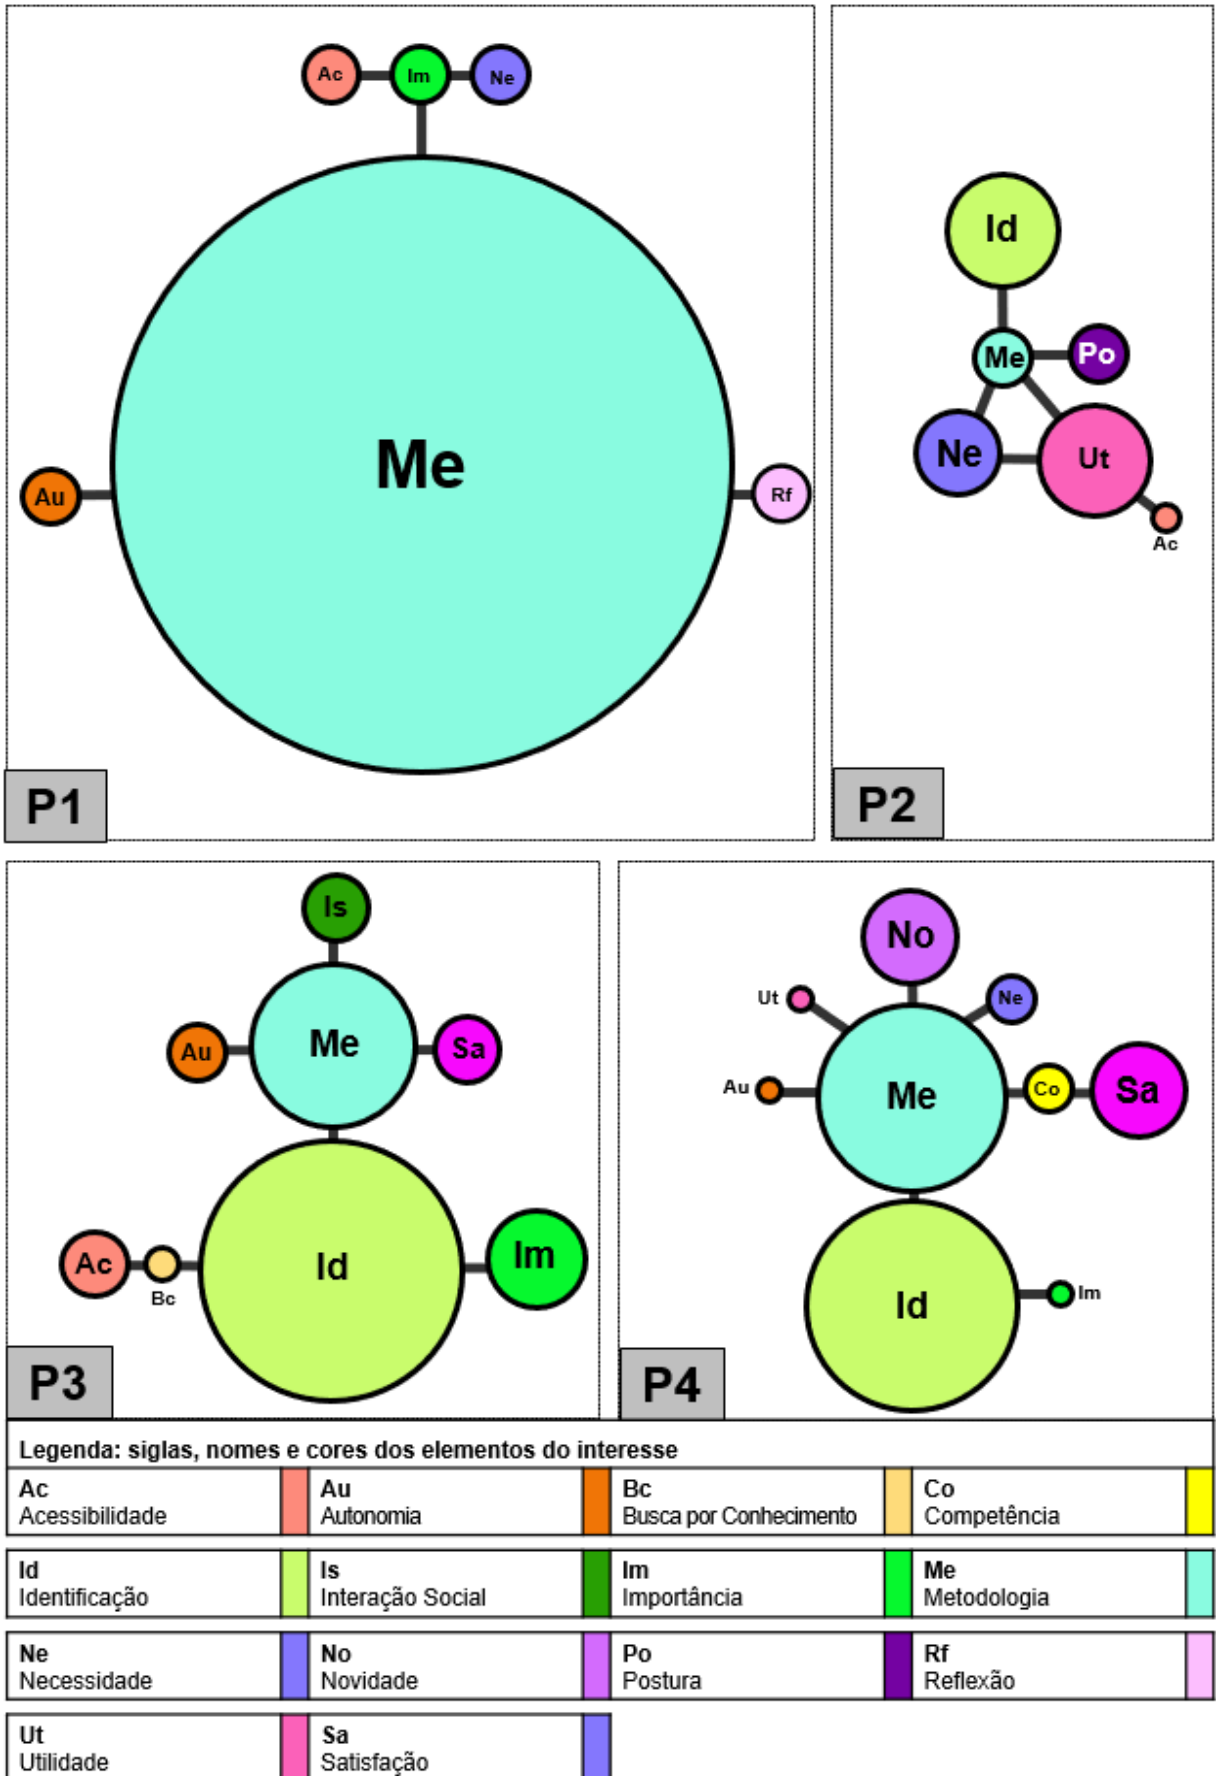 Ac Im Ne
Me
Au
Rf
P1
Id
Me Po
Ne Ut
Ac
P2
Is
Me
Au Sa
Id
Ac Im
Bc
P3
No
Ut Ne
Me
Au Co Sa
Id
Im
P4
Legenda: siglas, nomes e cores dos elementos do interesse
Ac Au Bc Co
Acessibilidade Autonomia Busca por Conhecimento Competência
Id Is Im Me
Identificação Interação Social Importância Metodologia
Ne No Po Rf
Necessidade Novidade Postura Reflexão
Ut Sa
Utilidade Satisfação